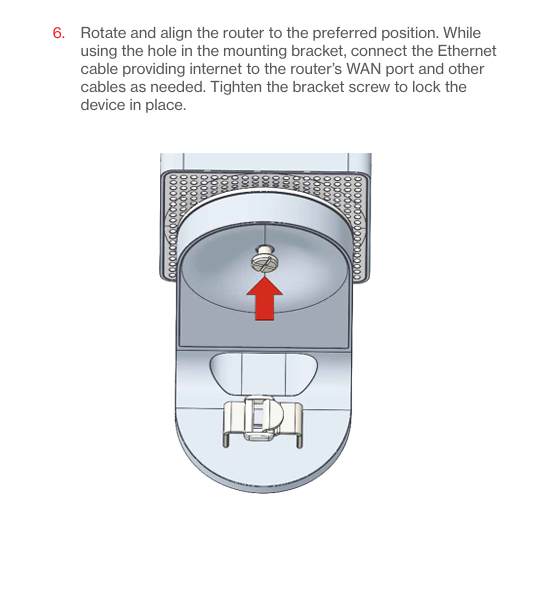 6. Rotate and align the router to the preferred position. While
using the hole in the mounting bracket, connect the Ethernet
cable providing internet to the router’s WAN port and other
cables as needed. Tighten the bracket screw to lock the
device in place.